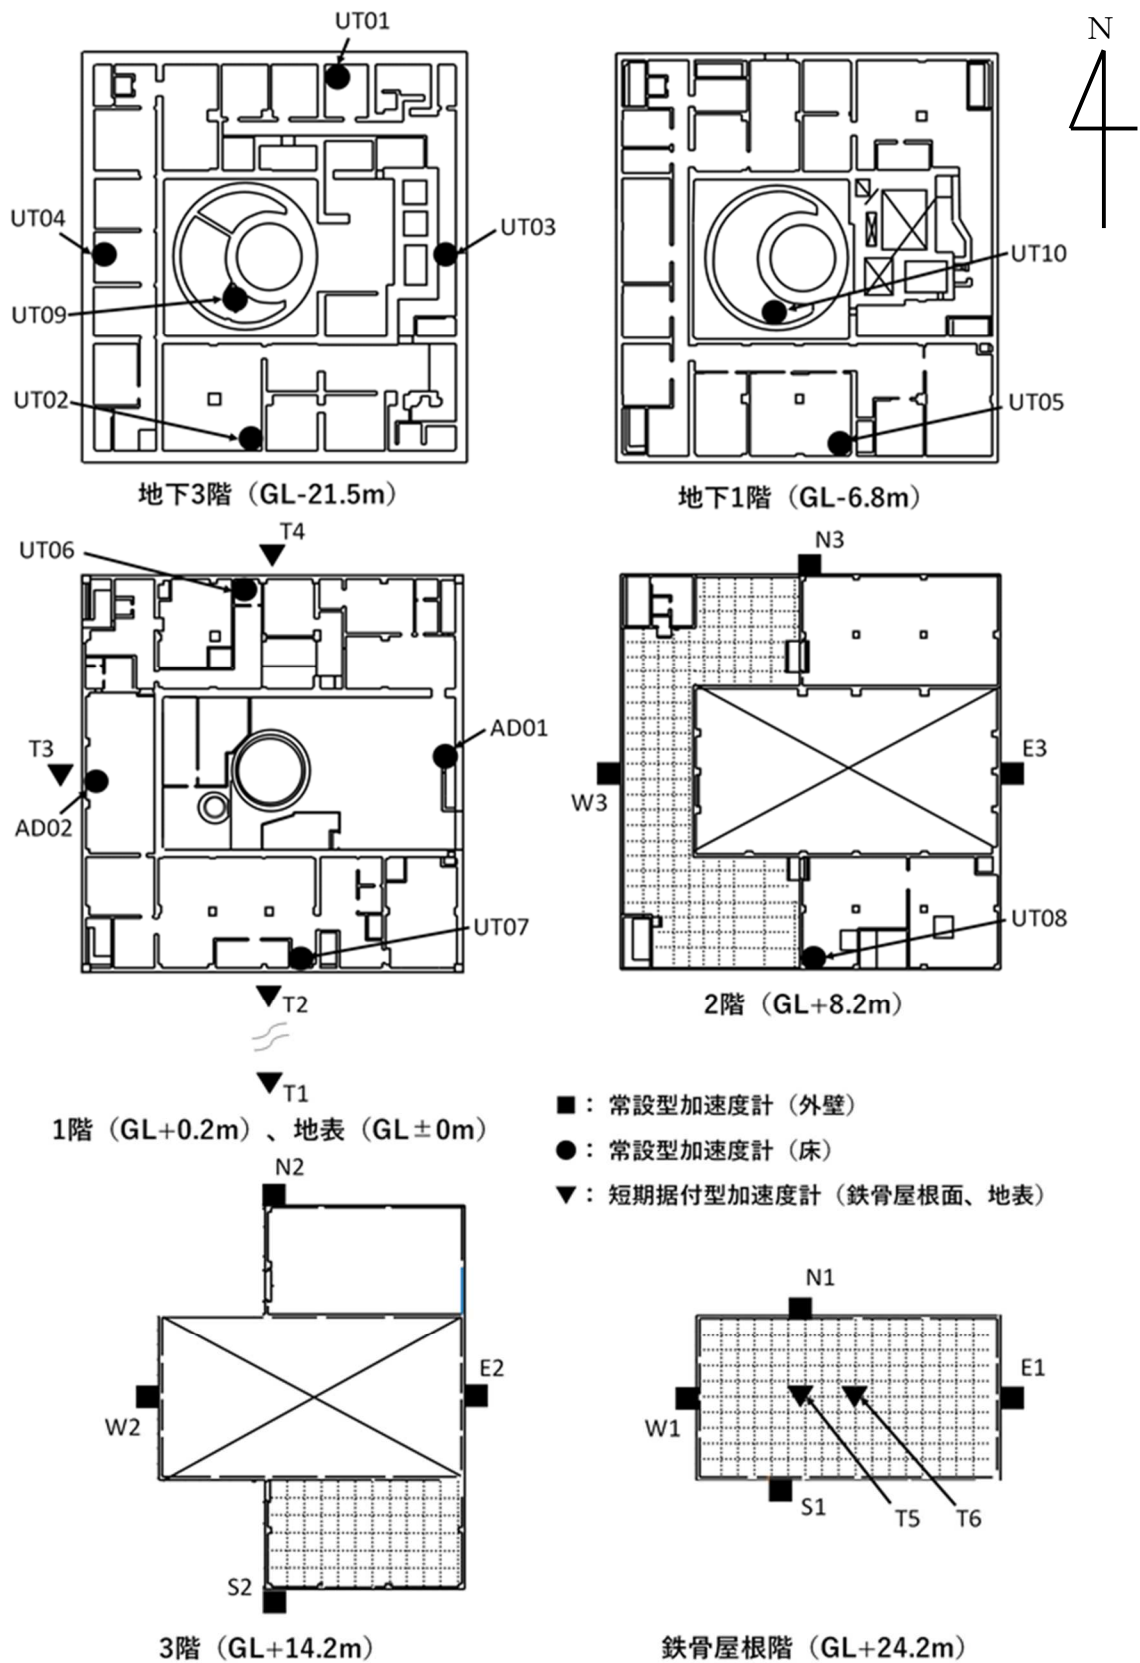 UT01
N
UT04
UT03
UT10
UT09
UT02
UT05
地下3階（GL-21.5m）
地下1階（GL-6.8m）
T4
UT06
N3
AD01
T3
E3
W3
AD02
UT07
UT08
T2
2階（GL+8.2m）
T1
1階（GL+0.2m）、地表（GL±0m）
■： 常設型加速度計（外壁）
●： 常設型加速度計（床）
▼： 短期据付型加速度計（鉄骨屋根面、地表）
N2
N1
E2
E1
W2
W1
S1
T5
T6
S2
3階（GL+14.2m）
鉄骨屋根階（GL+24.2m）